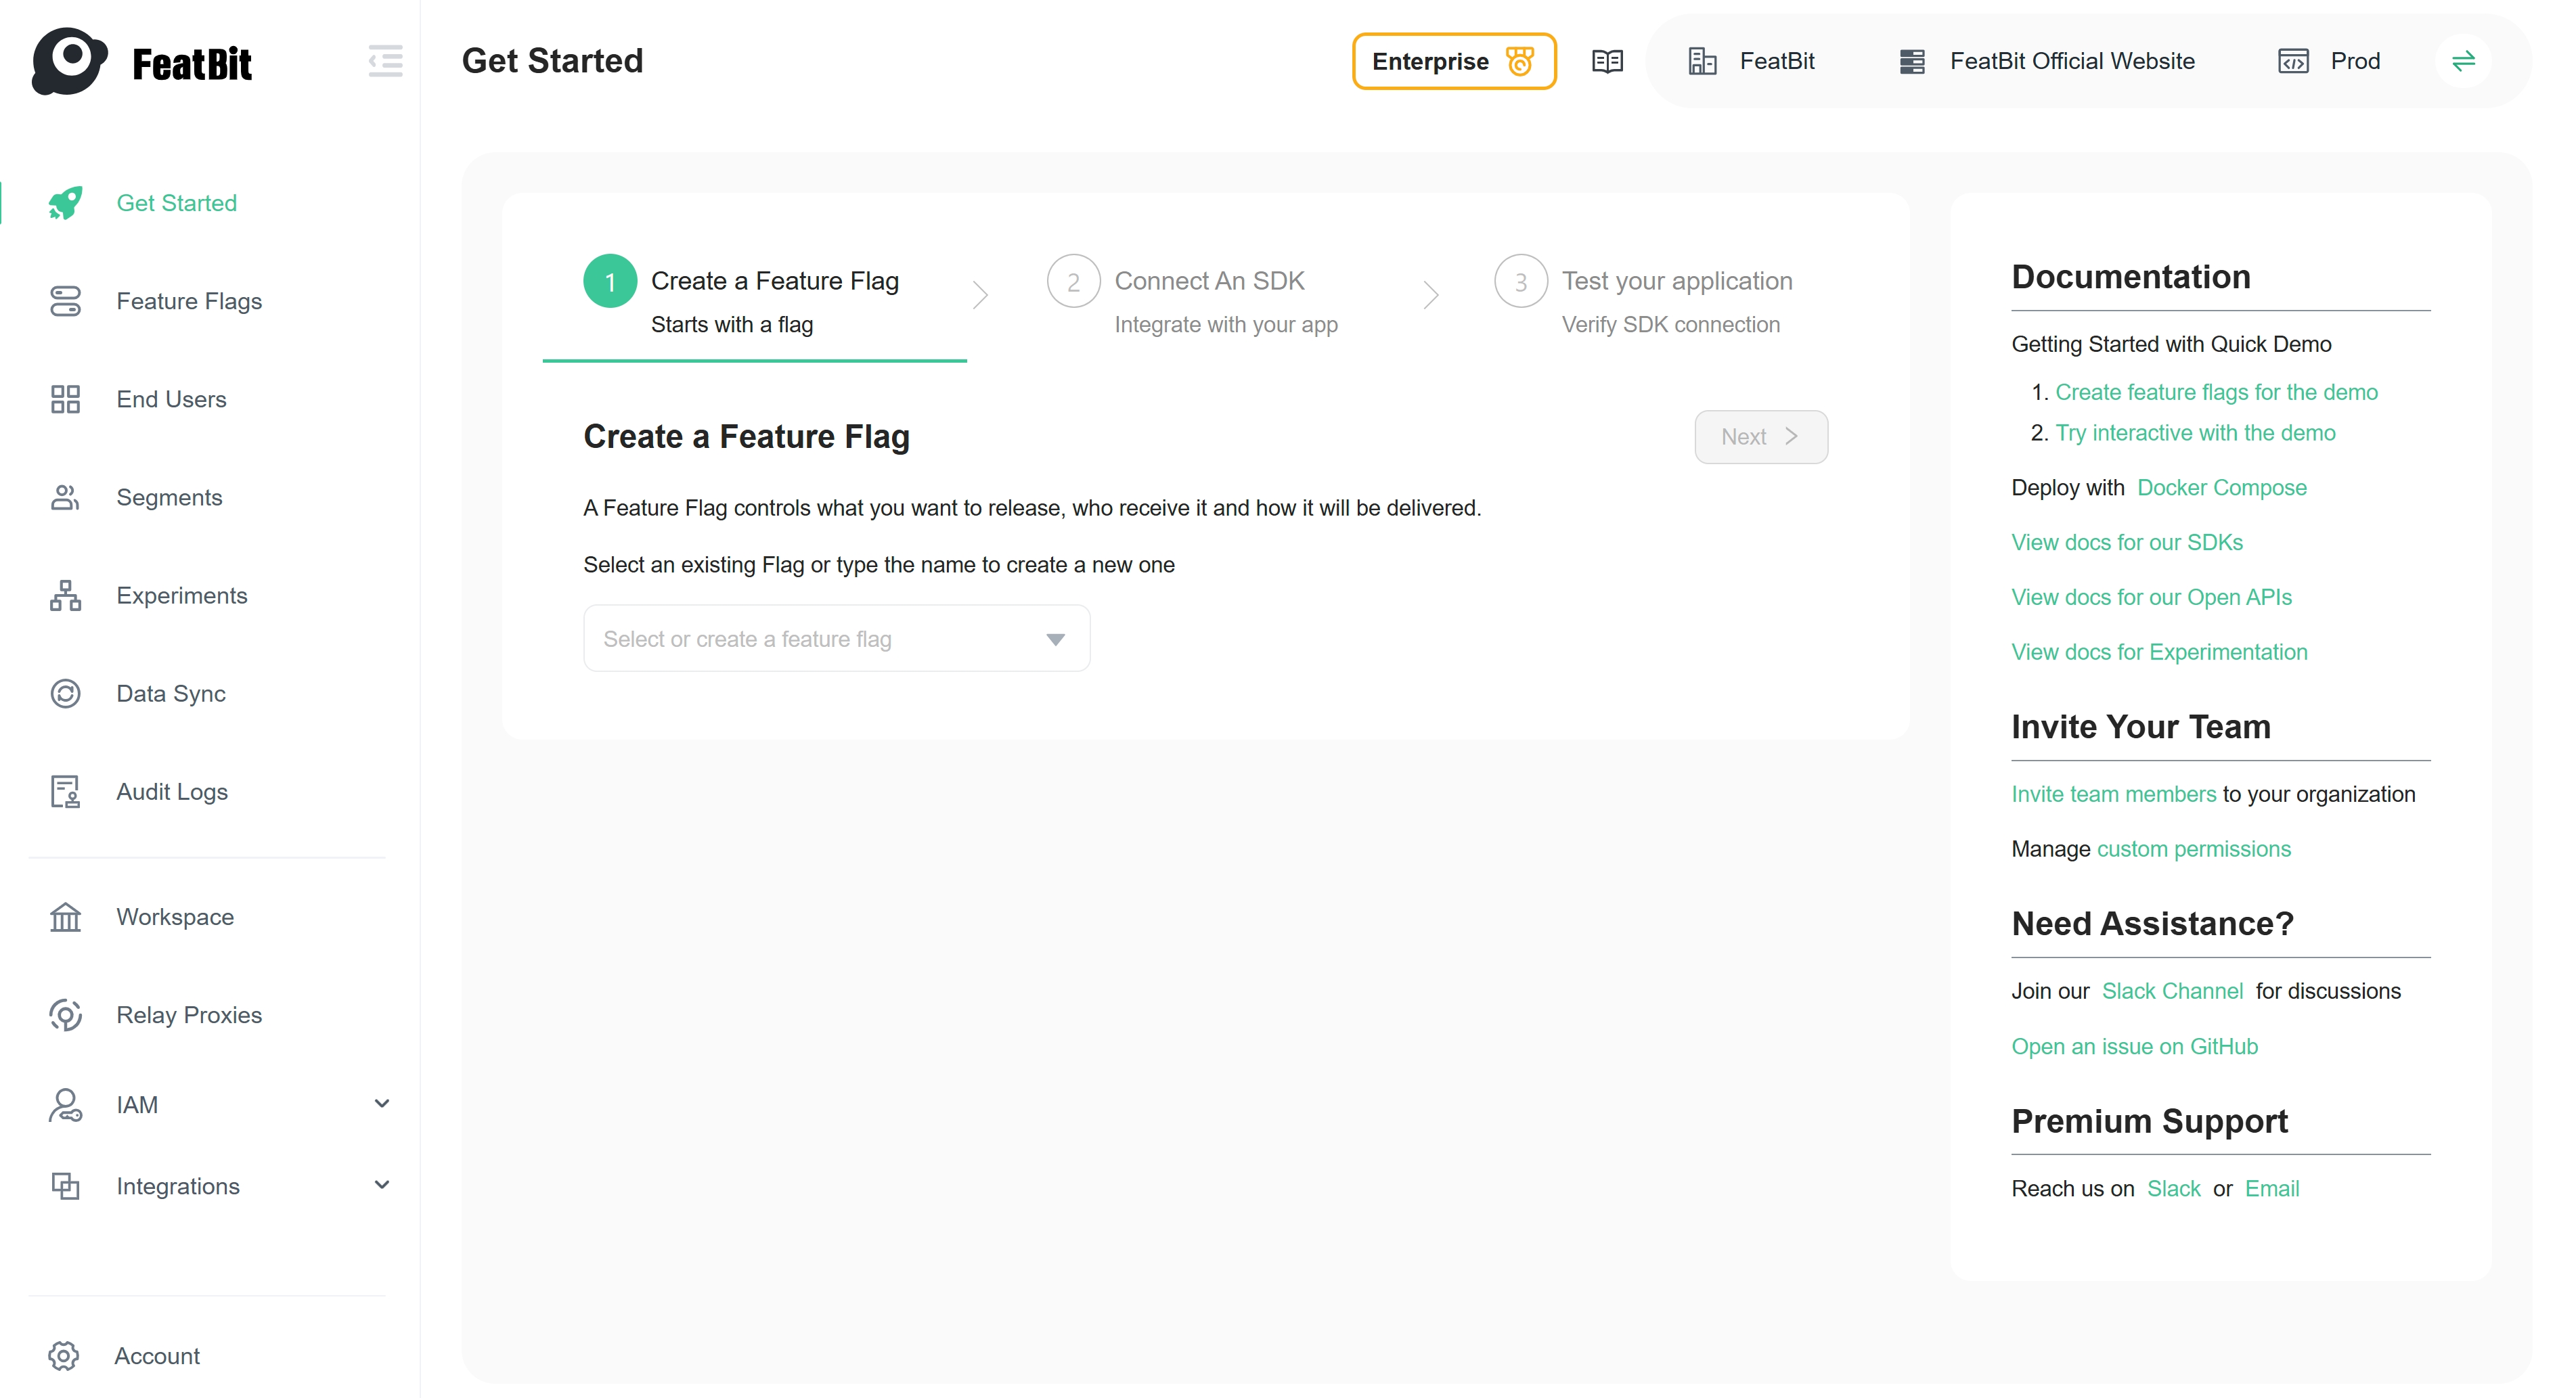 FeatBit
Get Started
Feature Flags
End Users
Segments
Experiments
Data Sync
Audit Logs
Workspace
Relay Proxies
IAM
Integrations
Account
Get Started
Enterprise
FeatBit
FeatBit Official Website
Prod
1
Create a Feature Flag
Starts with a flag
2
Connect An SDK
Integrate with your app
3
Test your application
Verify SDK connection
Create a Feature Flag
Next
A Feature Flag controls what you want to release, who receive it and how it will be delivered.
Select an existing Flag or type the name to create a new one
Select or create a feature flag
Documentation
Getting Started with Quick Demo
1. Create feature flags for the demo
2. Try interactive with the demo
Deploy with Docker Compose
View docs for our SDKs
View docs for our Open APIs
View docs for Experimentation
Invite Your Team
Invite team members to your organization
Manage custom permissions
Need Assistance?
Join our Slack Channel for discussions
Open an issue on GitHub
Premium Support
Reach us on Slack or Email